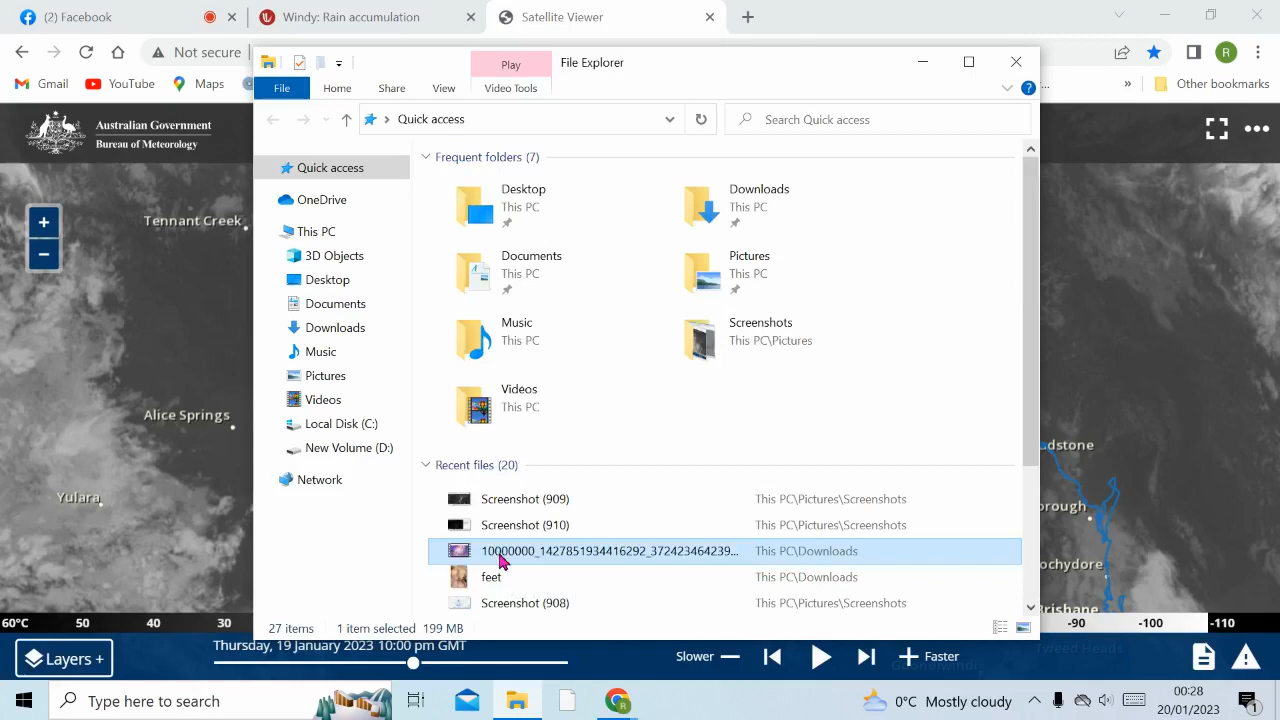 (2) Facebook
Windy: Rain accumulation
Satellite Viewer
Not secure
R
Gmail
YouTube
Maps
»
Other bookmarks
Play
File Explorer
File
Home
Share
View
Video Tools
Quick access
Search Quick access
Quick access
OneDrive
This PC
3D Objects
Desktop
Documents
Downloads
Music
Pictures
Videos
Local Disk (C:)
New Volume (D:)
Network
Frequent folders (7)
Desktop
This PC
Downloads
This PC
Documents
This PC
Pictures
This PC
Music
This PC
Screenshots
This PC\Pictures
Videos
This PC
Recent files (20)
Screenshot (909) This PC\Pictures\Screenshots
Screenshot (910) This PC\Pictures\Screenshots
10000000_1427851934416292_372423464239... This PC\Downloads
feet This PC\Downloads
Screenshot (908) This PC\Pictures\Screenshots
27 items 1 item selected 199 MB
Australian Government
Bureau of Meteorology
Tennant Creek
Alice Springs
Yulara
dstone
orough
ochydore
Brisbane
Tweed Heads
60°C 50 40 30 -90 -100 -110
Layers +
Thursday, 19 January 2023 10:00 pm GMT
Slower
Faster
Type here to search
R
0°C Mostly cloudy
00:28
20/01/2023
1